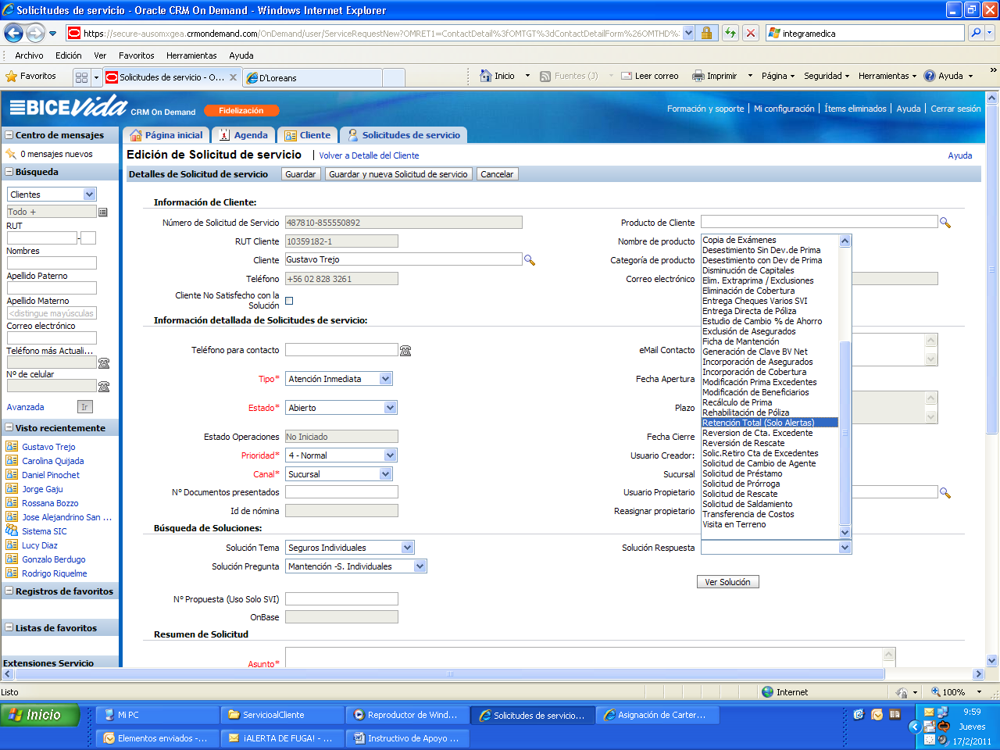 Solicitudes de servicio - Oracle CRM On Demand - Windows Internet Explorer
https://secure-ausomxgea.crmondemand.com/OnDemand/user/ServiceRequestNew?OMRET1=ContactDetail%3fOMTGT%3dContactDetailForm%26OMTHD%3
integramedica
Archivo Edición Ver Favoritos Herramientas Ayuda
Favoritos
Solicitudes de servicio - O...
D'Loreans
Inicio
Fuentes (J)
Leer correo
Imprimir
Página
Seguridad
Herramientas
Ayuda
BICEVida CRM On Demand
Fidelización
Formación y soporte | Mi configuración | Ítems eliminados | Ayuda | Cerrar sesión
Página inicial
Agenda
Cliente
Solicitudes de servicio
Centro de mensajes
0 mensajes nuevos
Búsqueda
Clientes
Todo +
RUT
-
Nombres
Apellido Paterno
Apellido Materno
<distingue mayúsculas
Correo electrónico
Teléfono más Actuali...
Nº de celular
Avanzada
Ir
Visto recientemente
Gustavo Trejo
Carolina Quijada
Daniel Pinochet
Jorge Gaju
Rossana Bozzo
Jose Alejandrino San ...
Sistema SIC
Lucy Diaz
Gonzalo Berdugo
Rodrigo Riquelme
Registros de favoritos
Listas de favoritos
Extensiones Servicio
Edición de Solicitud de servicio | Volver a Detalle del Cliente
Ayuda
Detalles de Solicitud de servicio
Guardar
Guardar y nueva Solicitud de servicio
Cancelar
Información de Cliente:
Número de Solicitud de Servicio 487810-855550892
RUT Cliente 10359182-1
Cliente Gustavo Trejo
Teléfono +56 02 828 3261
Cliente No Satisfecho con la
Solución
Producto de Cliente
Nombre de producto
Categoría de producto
Correo electrónico
Información detallada de Solicitudes de servicio:
Teléfono para contacto
Tipo* Atención Inmediata
Estado* Abierto
Estado Operaciones No Iniciado
Prioridad* 4 - Normal
Canal* Sucursal
Nº Documentos presentados
Id de nómina
eMail Contacto
Fecha Apertura
Plazo
Fecha Cierre
Usuario Creador:
Sucursal
Usuario Propietario
Reasignar propietario
Copia de Exámenes
Desestimiento Sin Dev.de Prima
Desestimiento con Dev de Prima
Disminución de Capitales
Elim. Extraprima / Exclusiones
Eliminación de Cobertura
Entrega Cheques Varios SVI
Entrega Directa de Póliza
Estudio de Cambio % de Ahorro
Exclusión de Asegurados
Ficha de Mantención
Generación de Clave BV Net
Incorporación de Asegurados
Incorporación de Cobertura
Modificación Prima Excedentes
Modificación de Beneficiarios
Recálculo de Prima
Rehabilitación de Póliza
Retención Total (Solo Alertas)
Reversion de Cta. Excedente
Reversión de Rescate
Solic.Retiro Cta de Excedentes
Solicitud de Cambio de Agente
Solicitud de Préstamo
Solicitud de Prórroga
Solicitud de Rescate
Solicitud de Saldamiento
Transferencia de Costos
Visita en Terreno
Búsqueda de Soluciones:
Solución Tema Seguros Individuales
Solución Pregunta Mantención -S. Individuales
Solución Respuesta
Ver Solución
Nº Propuesta (Uso Solo SVI)
OnBase
Resumen de Solicitud
Asunto*
Listo
Internet
100%
Inicio
Mi PC
ServicioalCliente
Reproductor de Wind...
Solicitudes de servicio...
Asignación de Carter...
Elementos enviados - ...
¡ALERTA DE FUGA! - ...
Instructivo de Apoyo ...
9:59
Jueves
17/2/2011